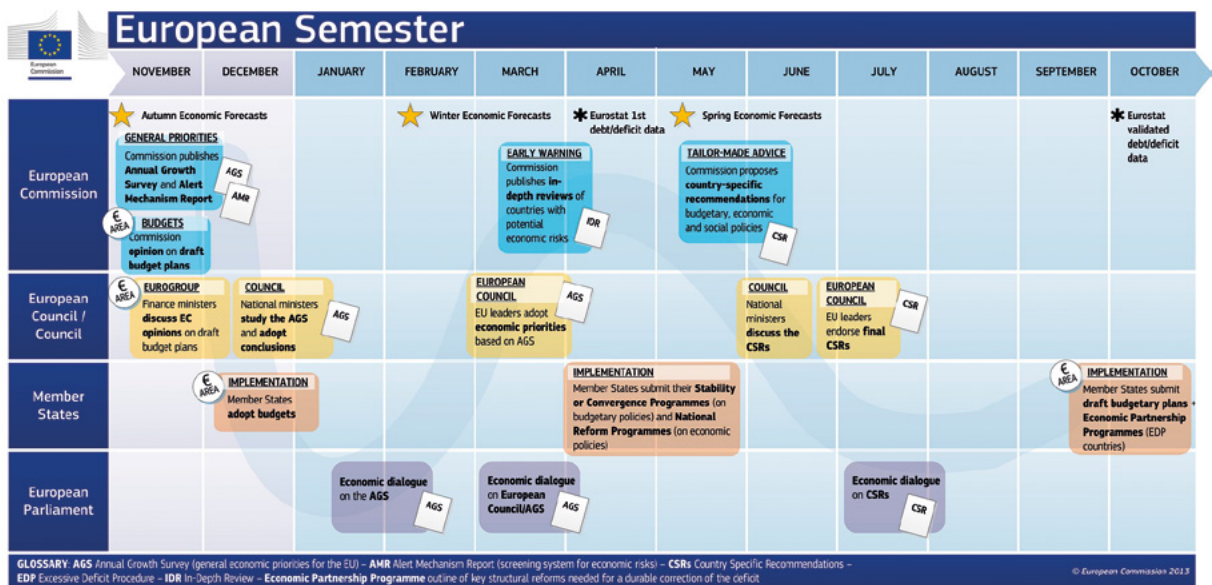 European Semester
European
Commission
NOVEMBER
DECEMBER
JANUARY
FEBRUARY
MARCH
APRIL
MAY
JUNE
JULY
AUGUST
SEPTEMBER
OCTOBER
European
Commission
Autumn Economic Forecasts
Winter Economic Forecasts
Eurostat 1st
debt/deficit data
Spring Economic Forecasts
Eurostat
validated
debt/deficit
data
GENERAL PRIORITIES
Commission publishes
Annual Growth
Survey and Alert
Mechanism Report
AGS
AMR
€
AREA
BUDGETS
Commission
opinion on draft
budget plans
EARLY WARNING
Commission
publishes in-
depth reviews of
countries with
potential
economic risks
IDR
TAILOR-MADE ADVICE
Commission proposes
country-specific
recommendations for
budgetary, economic
and social policies
CSR
European
Council /
Council
€
AREA
EUROGROUP
Finance ministers
discuss EC
opinions on draft
budget plans
COUNCIL
National ministers
study the AGS
and adopt
conclusions
AGS
EUROPEAN
COUNCIL
EU leaders adopt
economic priorities
based on AGS
AGS
COUNCIL
National
ministers
discuss the
CSRs
EUROPEAN
COUNCIL
EU leaders
endorse final
CSRs
CSR
Member
States
€
AREA
IMPLEMENTATION
Member States
adopt budgets
IMPLEMENTATION
Member States submit their Stability
or Convergence Programmes (on
budgetary policies) and National
Reform Programmes (on economic
policies)
€
AREA
IMPLEMENTATION
Member States submit
draft budgetary plans +
Economic Partnership
Programmes (EDP
countries)
European
Parliament
Economic dialogue
on the AGS
AGS
Economic dialogue
on European
Council/AGS
AGS
Economic dialogue
on CSRs
CSR
GLOSSARY: AGS Annual Growth Survey (general economic priorities for the EU) – AMR Alert Mechanism Report (screening system for economic risks) – CSRs Country Specific Recommendations –
EDP Excessive Deficit Procedure – IDR In-Depth Review – Economic Partnership Programme outline of key structural reforms needed for a durable correction of the deficit
© European Commission 2013